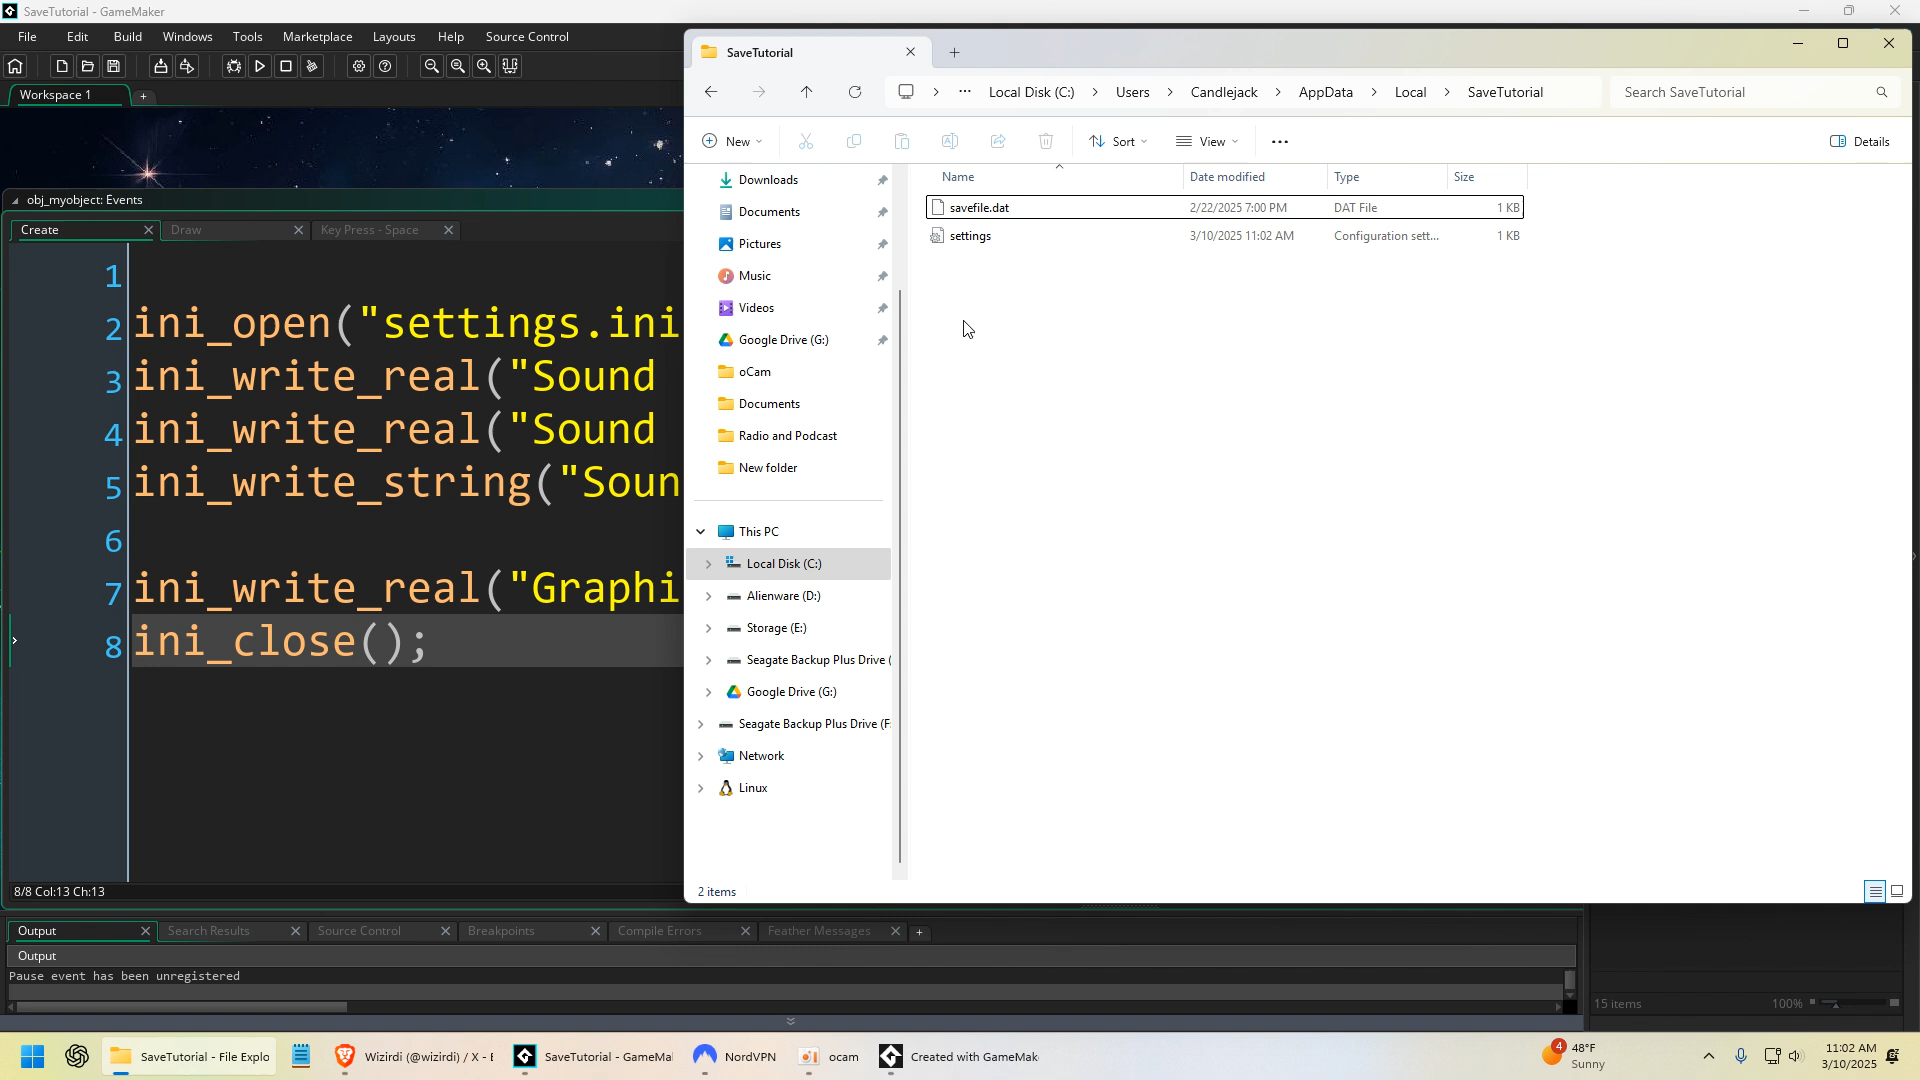 SaveTutorial - GameMaker
File Edit Build Windows Tools Marketplace Layouts Help Source Control
Workspace 1
obj_myobject: Events
Create Draw Key Press - Space
1
2 ini_open("settings.ini
3 ini_write_real("Sound
4 ini_write_real("Sound
5 ini_write_string("Soun
6
7 ini_write_real("Graphi
8 ini_close();
8/8 Col:13 Ch:13
SaveTutorial
Local Disk (C:) Users Candlejack AppData Local SaveTutorial
Search SaveTutorial
New Sort View Details
Name Date modified Type Size
savefile.dat 2/22/2025 7:00 PM DAT File 1 KB
settings 3/10/2025 11:02 AM Configuration sett... 1 KB
Downloads
Documents
Pictures
Music
Videos
Google Drive (G:)
oCam
Documents
Radio and Podcast
New folder
This PC
Local Disk (C:)
Alienware (D:)
Storage (E:)
Seagate Backup Plus Drive (
Google Drive (G:)
Seagate Backup Plus Drive (F:
Network
Linux
2 items
Output Search Results Source Control Breakpoints Compile Errors Feather Messages
Output
Pause event has been unregistered
15 items 100%
SaveTutorial - File Explo
Wizirdi (@wizirdi) / X - E
SaveTutorial - GameMa
NordVPN
ocam
Created with GameMak
4
48°F
Sunny
11:02 AM
3/10/2025